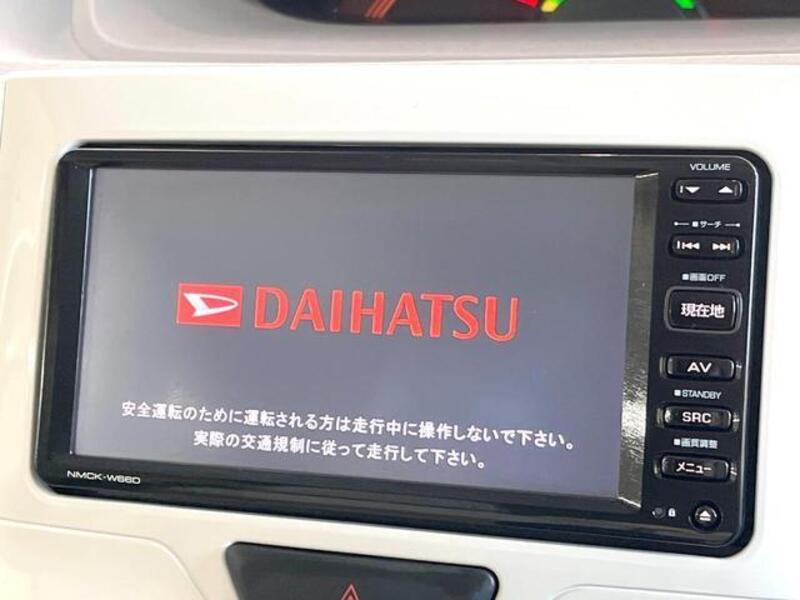 VOLUME
■サーチ
■画面OFF
現在地
AV
■STANDBY
SRC
■画質調整
メニュー
DAIHATSU
安全運転のために運転される方は走行中に操作しないで下さい。
実際の交通規制に従って走行して下さい。
NMCK-W66D